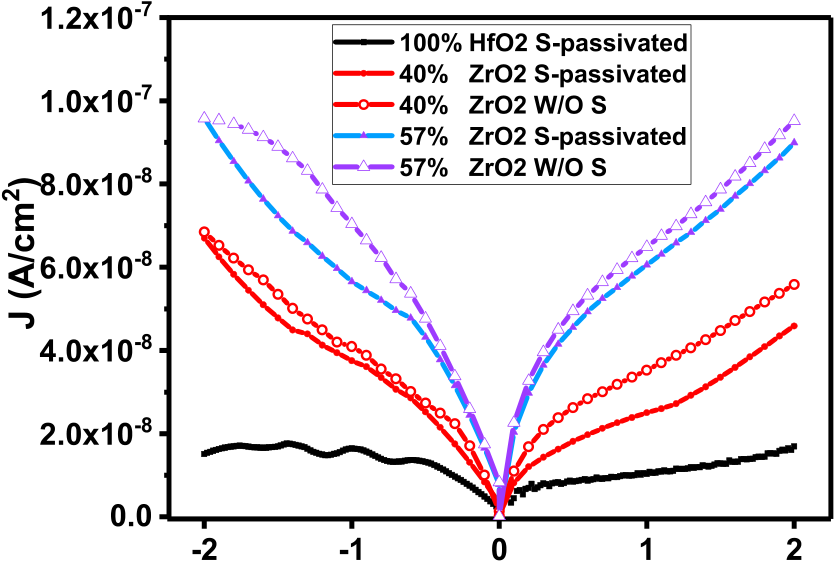 1.2x10-7
1.0x10-7
8.0x10-8
6.0x10-8
4.0x10-8
2.0x10-8
0.0
J (A/cm2)
100% HfO2 S-passivated
40% ZrO2 S-passivated
40% ZrO2 W/O S
57% ZrO2 S-passivated
57% ZrO2 W/O S
-2 -1 0 1 2